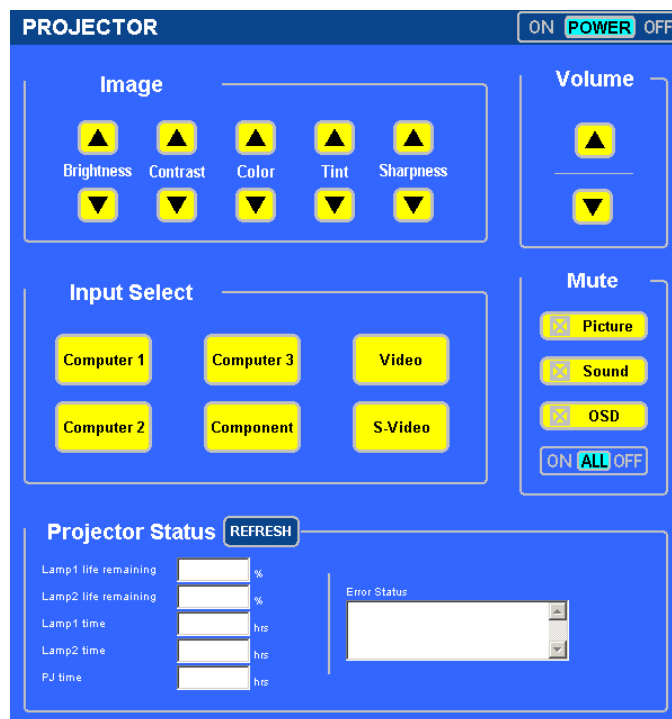 PROJECTOR
ON POWER OFF
Image
Volume
Brightness Contrast Color Tint Sharpness
Input Select
Mute
Computer 1 Computer 3 Video
Picture
Sound
Computer 2 Component S-Video
OSD
ON ALL OFF
Projector Status REFRESH
Lamp1 life remaining %
Error Status
Lamp2 life remaining %
Lamp1 time hrs
Lamp2 time hrs
PJ time hrs